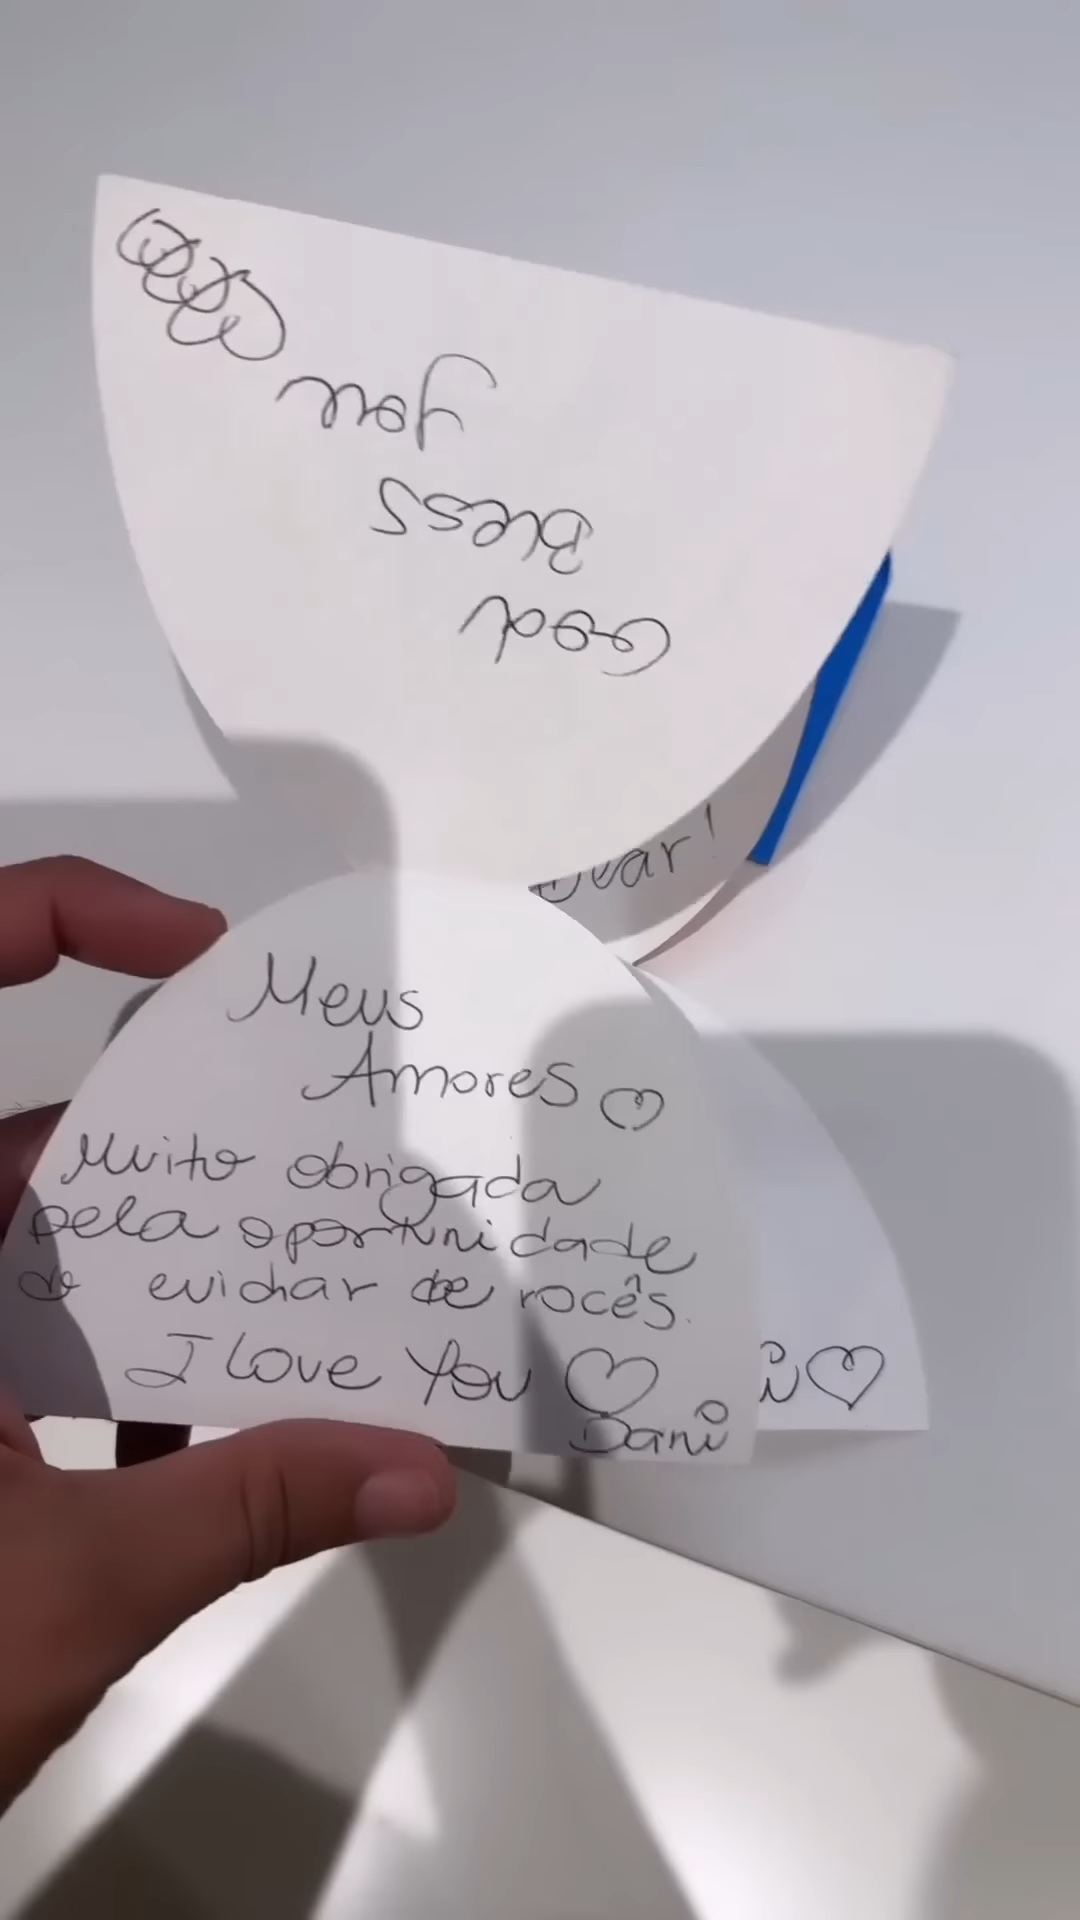 God
Bless
you
Meus
Amores
Muito obrigada
pela oportunidade
de cuidar de vocês.
I Love You
Dani